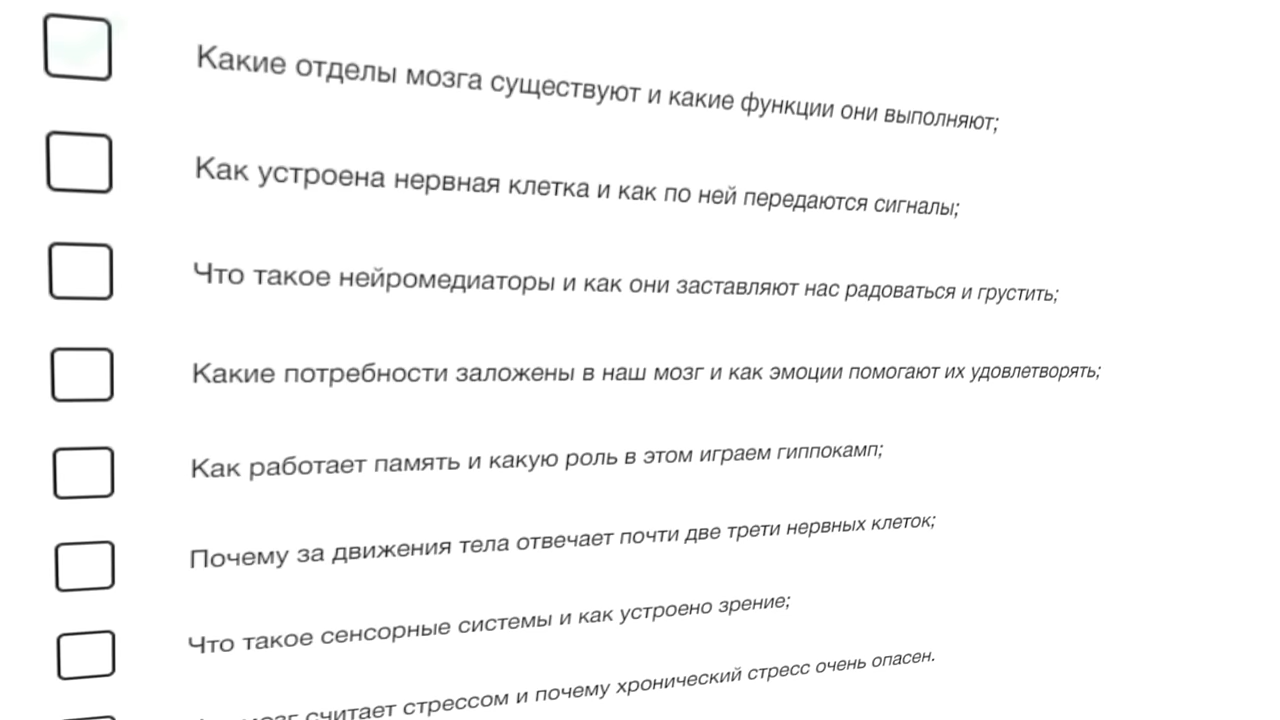 Какие отделы мозга существуют и какие функции они выполняют;
Как устроена нервная клетка и как по ней передаются сигналы;
Что такое нейромедиаторы и как они заставляют нас радоваться и грустить;
Какие потребности заложены в наш мозг и как эмоции помогают их удовлетворять;
Как работает память и какую роль в этом играем гиппокамп;
Почему за движения тела отвечает почти две трети нервных клеток;
Что такое сенсорные системы и как устроено зрение;
мозг считает стрессом и почему хронический стресс очень опасен.